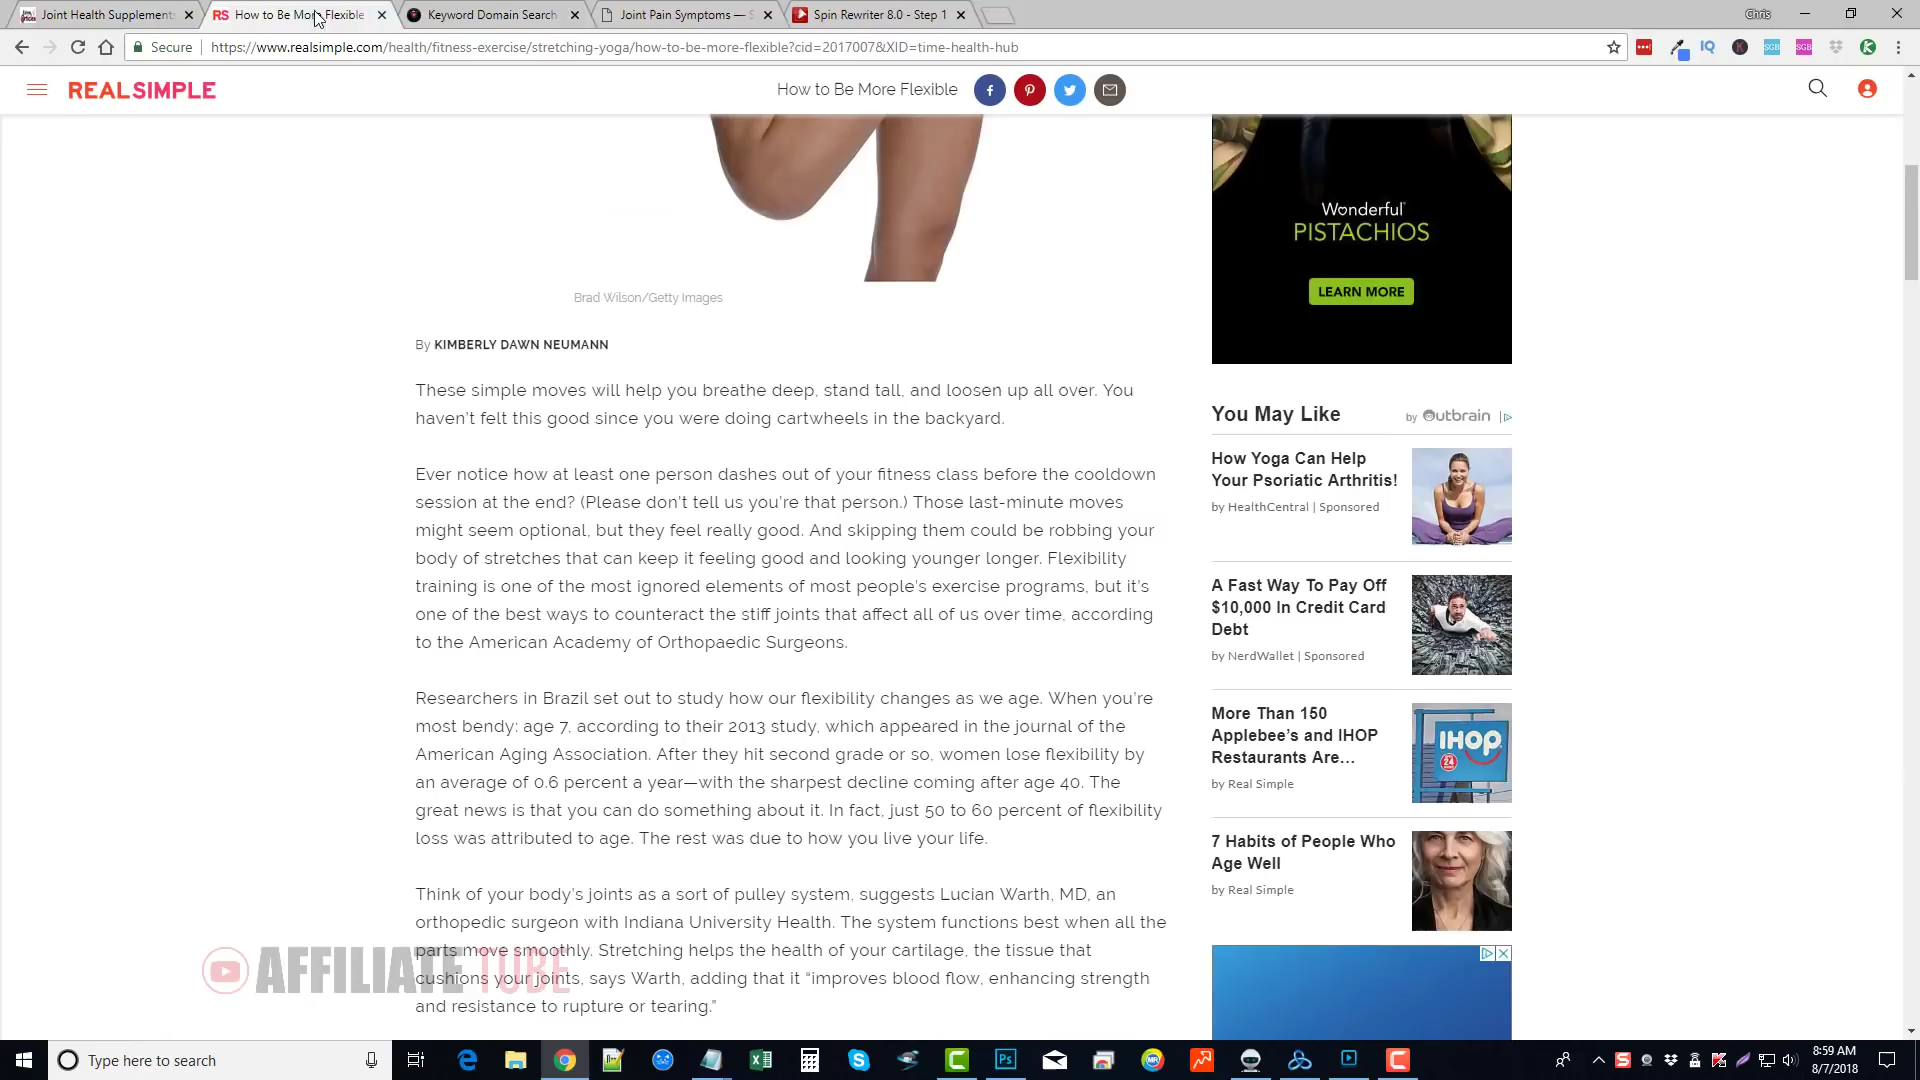 Joint Health Supplements
RS How to Be More Flexible
Keyword Domain Search
Joint Pain Symptoms — S
Spin Rewriter 8.0 - Step 1
Chris
Secure
https://www.realsimple.com/health/fitness-exercise/stretching-yoga/how-to-be-more-flexible?cid=2017007&XID=time-health-hub
REAL SIMPLE
How to Be More Flexible
Brad Wilson/Getty Images
By KIMBERLY DAWN NEUMANN
These simple moves will help you breathe deep, stand tall, and loosen up all over. You
haven’t felt this good since you were doing cartwheels in the backyard.
Ever notice how at least one person dashes out of your fitness class before the cooldown
session at the end? (Please don’t tell us you’re that person.) Those last-minute moves
might seem optional, but they feel really good. And skipping them could be robbing your
body of stretches that can keep it feeling good and looking younger longer. Flexibility
training is one of the most ignored elements of most people’s exercise programs, but it’s
one of the best ways to counteract the stiff joints that affect all of us over time, according
to the American Academy of Orthopaedic Surgeons.
Researchers in Brazil set out to study how our flexibility changes as we age. When you’re
most bendy: age 7, according to their 2013 study, which appeared in the journal of the
American Aging Association. After they hit second grade or so, women lose flexibility by
an average of 0.6 percent a year—with the sharpest decline coming after age 40. The
great news is that you can do something about it. In fact, just 50 to 60 percent of flexibility
loss was attributed to age. The rest was due to how you live your life.
Think of your body’s joints as a sort of pulley system, suggests Lucian Warth, MD, an
orthopedic surgeon with Indiana University Health. The system functions best when all the
parts move smoothly. Stretching helps the health of your cartilage, the tissue that
cushions your joints, says Warth, adding that it “improves blood flow, enhancing strength
and resistance to rupture or tearing.”
AFFILIATE TUBE
Wonderful
PISTACHIOS
LEARN MORE
You May Like
by Outbrain
How Yoga Can Help
Your Psoriatic Arthritis!
by HealthCentral | Sponsored
A Fast Way To Pay Off
$10,000 In Credit Card
Debt
by NerdWallet | Sponsored
More Than 150
Applebee’s and IHOP
Restaurants Are…
by Real Simple
IHOP
7 Habits of People Who
Age Well
by Real Simple
Type here to search
8:59 AM
8/7/2018